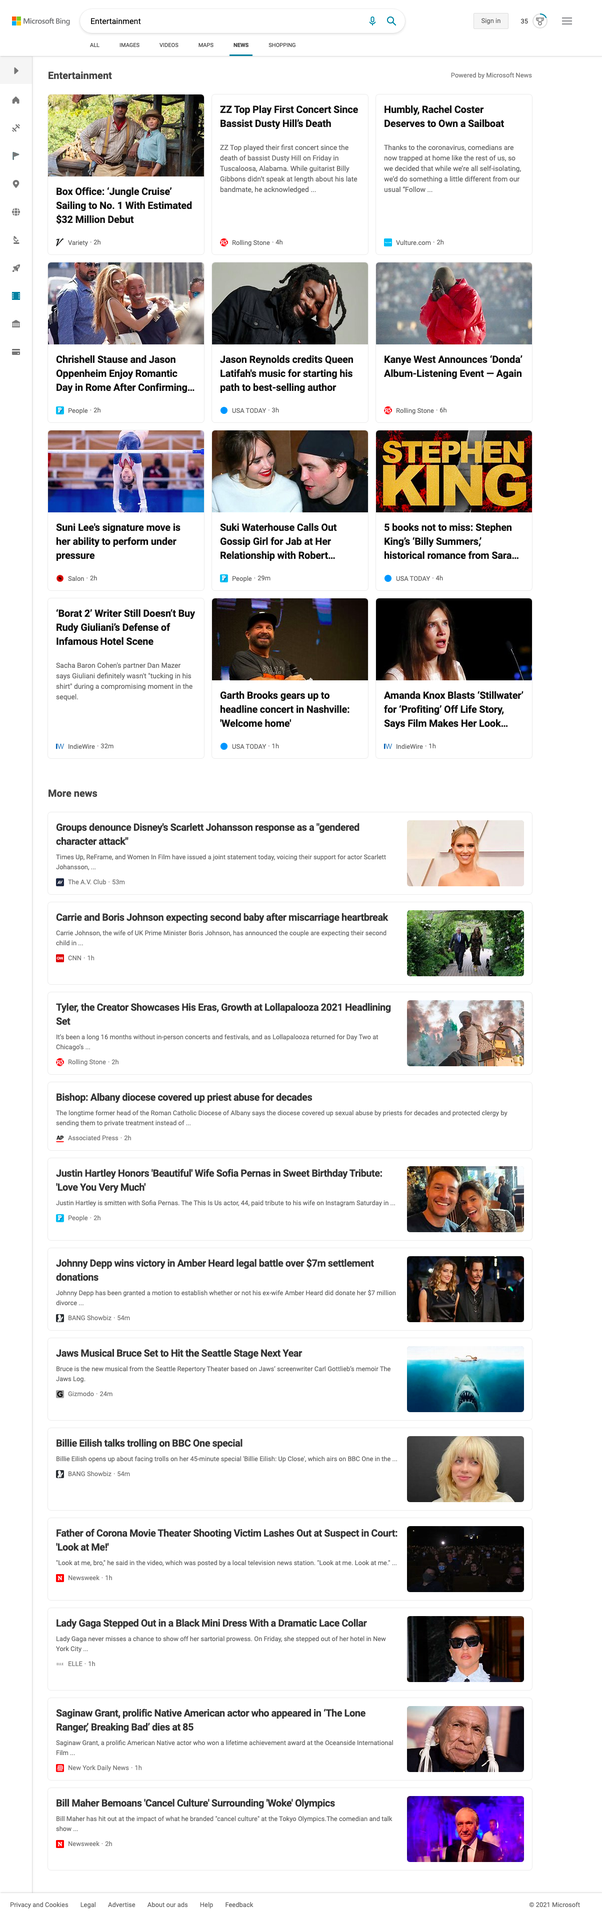 Microsoft Bing
Entertainment
Sign in
35
ALL
IMAGES
VIDEOS
MAPS
NEWS
SHOPPING
Entertainment
Powered by Microsoft News
Box Office: ‘Jungle Cruise’
Sailing to No. 1 With Estimated
$32 Million Debut
Variety · 2h
ZZ Top Play First Concert Since
Bassist Dusty Hill’s Death
ZZ Top played their first concert since the
death of bassist Dusty Hill on Friday in
Tuscaloosa, Alabama. While guitarist Billy
Gibbons didn’t speak at length about his late
bandmate, he acknowledged ...
Rolling Stone · 4h
Humbly, Rachel Coster
Deserves to Own a Sailboat
Thanks to the coronavirus, comedians are
now trapped at home like the rest of us, so
we decided that while we’re all self-isolating,
we’d do something a little different from our
usual “Follow ...
Vulture.com · 2h
Chrishell Stause and Jason
Oppenheim Enjoy Romantic
Day in Rome After Confirming...
People · 2h
Jason Reynolds credits Queen
Latifah's music for starting his
path to best-selling author
USA TODAY · 3h
Kanye West Announces ‘Donda’
Album-Listening Event — Again
Rolling Stone · 6h
Suni Lee's signature move is
her ability to perform under
pressure
Salon · 2h
Suki Waterhouse Calls Out
Gossip Girl for Jab at Her
Relationship with Robert...
People · 29m
STEPHEN
KING
5 books not to miss: Stephen
King's ‘Billy Summers,’
historical romance from Sara...
USA TODAY · 4h
‘Borat 2’ Writer Still Doesn’t Buy
Rudy Giuliani’s Defense of
Infamous Hotel Scene
Sacha Baron Cohen's partner Dan Mazer
says Giuliani definitely wasn't "tucking in his
shirt" during a compromising moment in the
sequel.
IndieWire · 32m
Garth Brooks gears up to
headline concert in Nashville:
'Welcome home'
USA TODAY · 1h
Amanda Knox Blasts ‘Stillwater’
for ‘Profiting’ Off Life Story,
Says Film Makes Her Look...
IndieWire · 1h
More news
Groups denounce Disney's Scarlett Johansson response as a "gendered
character attack"
Times Up, ReFrame, and Women In Film have issued a joint statement today, voicing their support for actor Scarlett
Johansson, ...
The A.V. Club · 53m
Carrie and Boris Johnson expecting second baby after miscarriage heartbreak
Carrie Johnson, the wife of UK Prime Minister Boris Johnson, has announced the couple are expecting their second
child in ...
CNN · 1h
Tyler, the Creator Showcases His Eras, Growth at Lollapalooza 2021 Headlining
Set
It's been a long 16 months without in-person concerts and festivals, and as Lollapalooza returned for Day Two at
Chicago's ...
Rolling Stone · 2h
Bishop: Albany diocese covered up priest abuse for decades
The longtime former head of the Roman Catholic Diocese of Albany says the diocese covered up sexual abuse by priests for decades and protected clergy by
sending them to private treatment instead of ...
AP Associated Press · 2h
Justin Hartley Honors 'Beautiful' Wife Sofia Pernas in Sweet Birthday Tribute:
'Love You Very Much'
Justin Hartley is smitten with Sofia Pernas. The This Is Us actor, 44, paid tribute to his wife on Instagram Saturday in ...
People · 2h
Johnny Depp wins victory in Amber Heard legal battle over $7m settlement
donations
Johnny Depp has been granted a motion to establish whether or not his ex-wife Amber Heard did donate her $7 million
divorce ...
BANG Showbiz · 54m
Jaws Musical Bruce Set to Hit the Seattle Stage Next Year
Bruce is the new musical from the Seattle Repertory Theater based on Jaws' screenwriter Carl Gottlieb's memoir The
Jaws Log.
Gizmodo · 24m
Billie Eilish talks trolling on BBC One special
Billie Eilish opens up about facing trolls on her 45-minute special 'Billie Eilish: Up Close', which airs on BBC One in the ...
BANG Showbiz · 54m
Father of Corona Movie Theater Shooting Victim Lashes Out at Suspect in Court:
'Look at Me!'
"Look at me, bro," he said in the video, which was posted by a local television news station. "Look at me. Look at me." ...
Newsweek · 1h
Lady Gaga Stepped Out in a Black Mini Dress With a Dramatic Lace Collar
Lady Gaga never misses a chance to show off her sartorial prowess. On Friday, she stepped out of her hotel in New
York City ...
ELLE · 1h
Saginaw Grant, prolific Native American actor who appeared in ‘The Lone
Ranger,’ Breaking Bad’ dies at 85
Saginaw Grant, a prolific American Native actor who won a lifetime achievement award at the Oceanside International
Film ...
New York Daily News · 1h
Bill Maher Bemoans 'Cancel Culture' Surrounding 'Woke' Olympics
Bill Maher has hit out at the impact of what he branded "cancel culture" at the Tokyo Olympics.The comedian and talk
show ...
Newsweek · 2h
Privacy and Cookies
Legal
Advertise
About our ads
Help
Feedback
© 2021 Microsoft